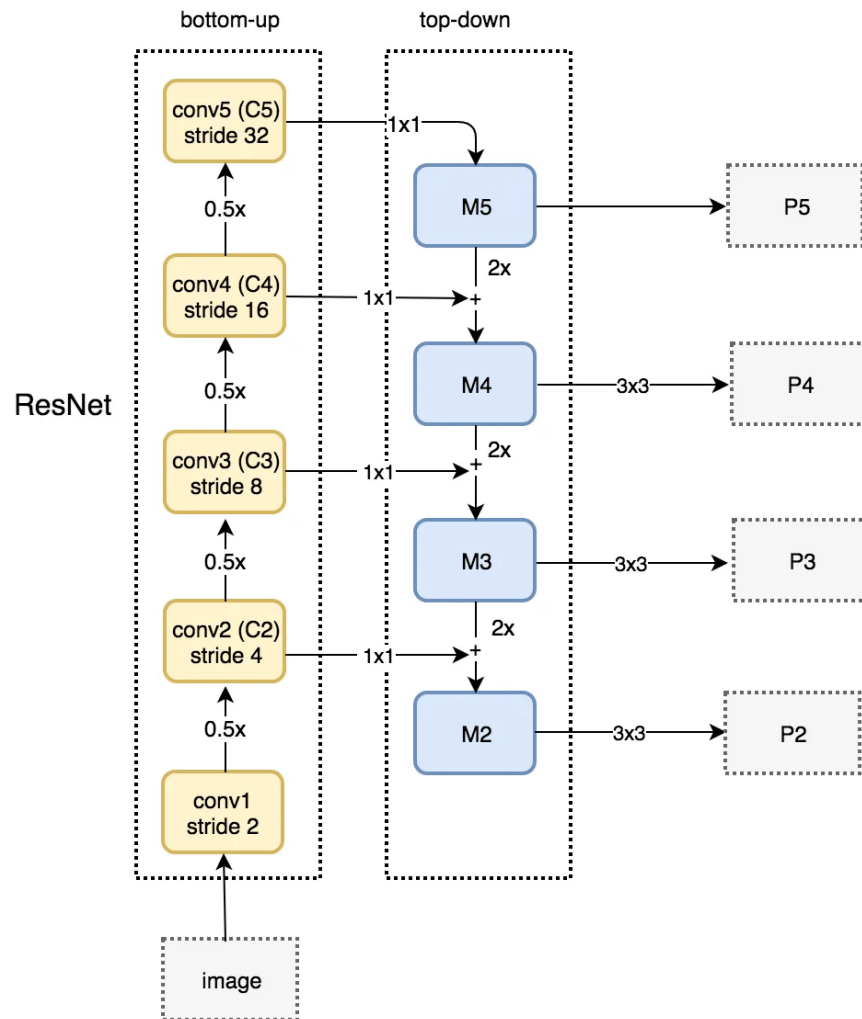 bottom-up
top-down
conv5 (C5)
stride 32
1x1
M5
P5
0.5x
2x
conv4 (C4)
stride 16
1x1
+
M4
3x3
P4
0.5x
ResNet
2x
conv3 (C3)
stride 8
1x1
+
M3
3x3
P3
0.5x
2x
conv2 (C2)
stride 4
1x1
+
M2
3x3
P2
0.5x
conv1
stride 2
image